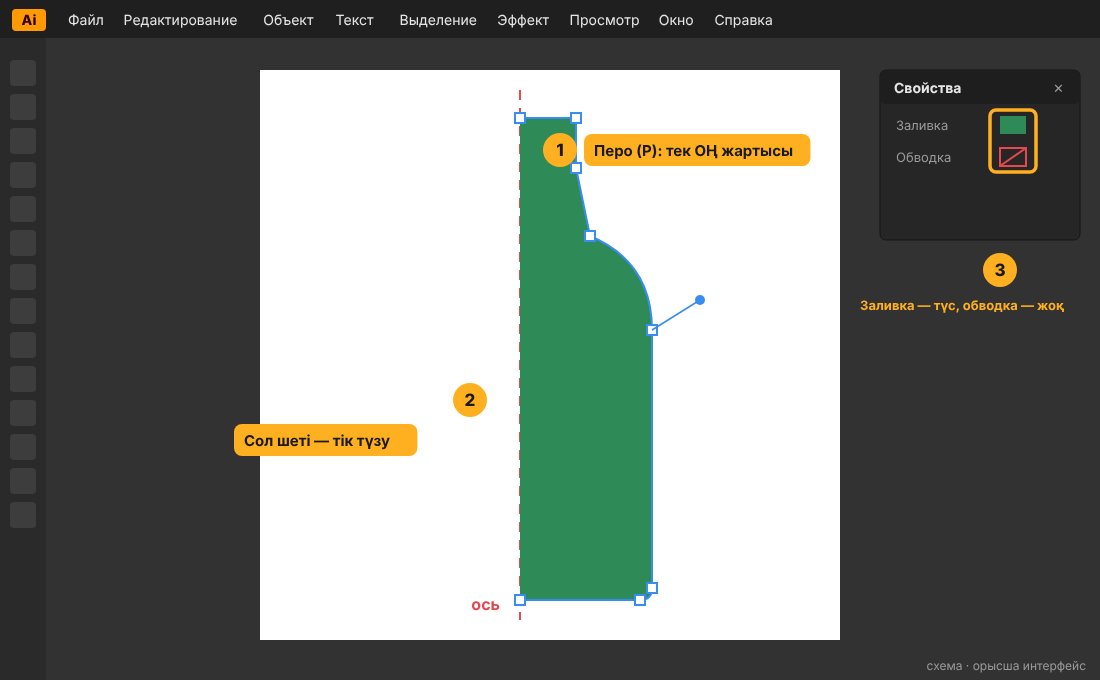 Ai Файл Редактирование Объект Текст Выделение Эффект Просмотр Окно Справка
Свойства ×
Заливка
Обводка
1 Перо (P): тек ОҢ жартысы
3
Заливка — түс, обводка — жоқ
2
Сол шеті — тік түзу
ось
схема · орысша интерфейс